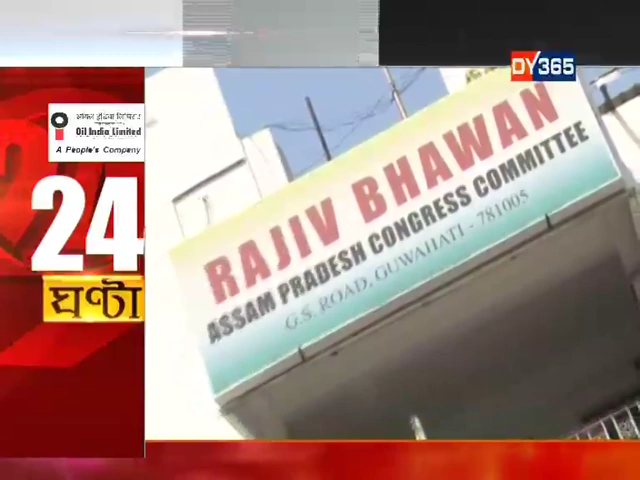 DY365
Oil India Limited
A People's Company
24
ঘণ্টা
RAJIV BHAWAN
ASSAM PRADESH CONGRESS COMMITTEE
G.S. ROAD, GUWAHATI - 781005